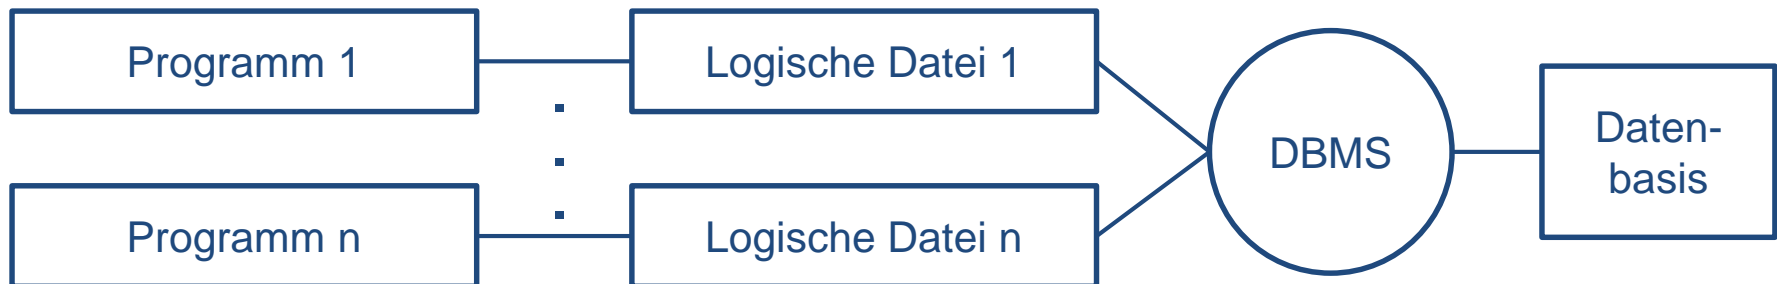 Programm 1
Logische Datei 1
DBMS
Daten-
basis
Programm n
Logische Datei n